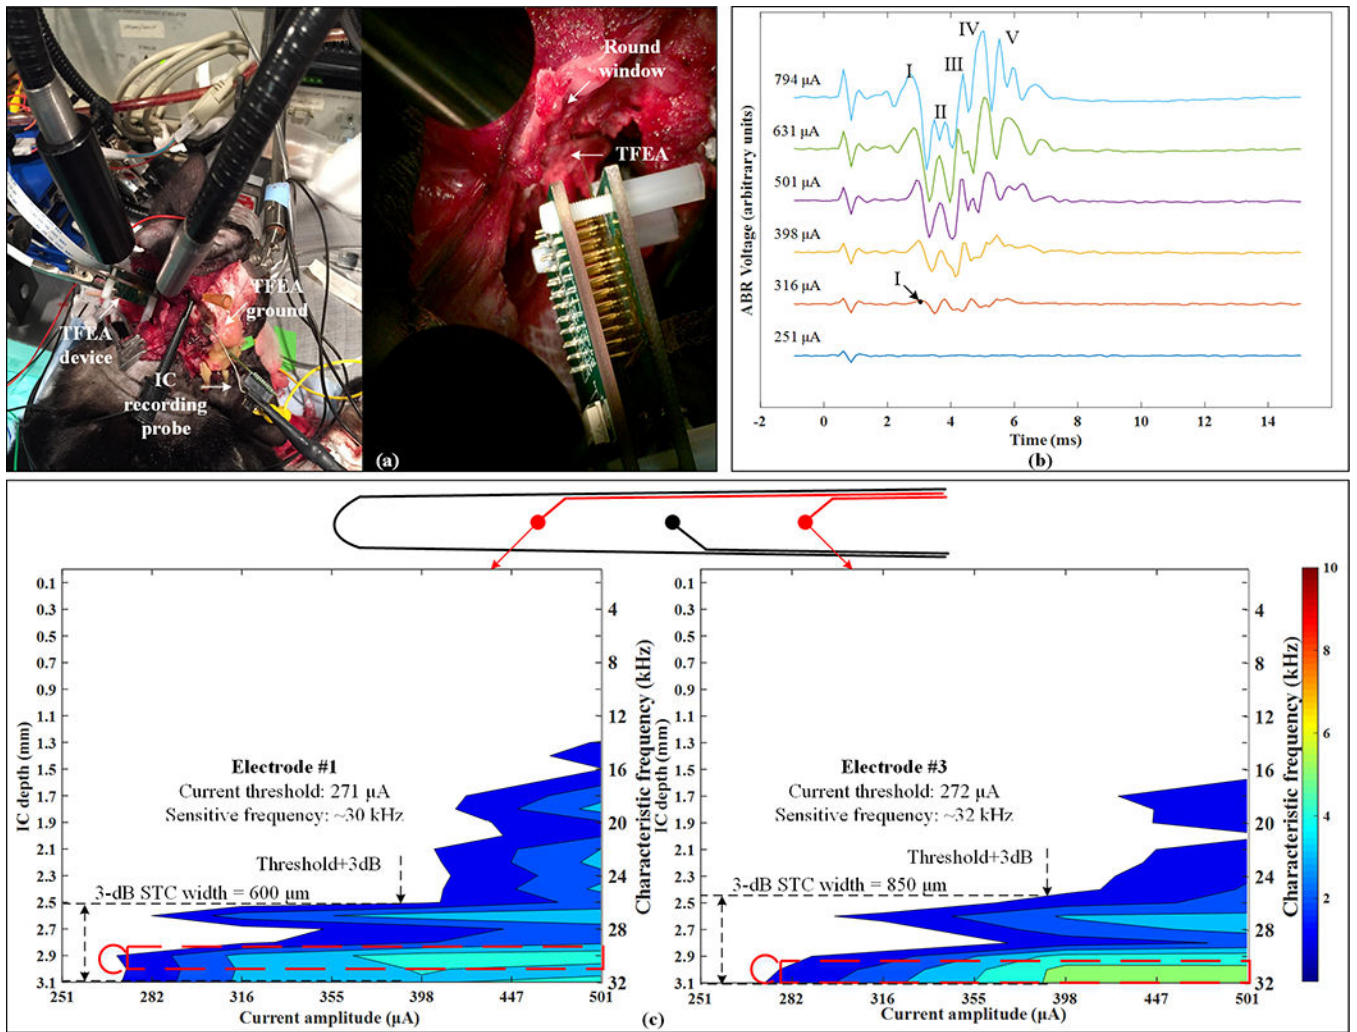 Round
window
TFEA
TFEA
ground
TFEA
device
IC
recording
probe
(a)
ABR Voltage (arbitrary units)
794 µA
631 µA
501 µA
398 µA
316 µA
251 µA
I
II
III
IV
V
I
-2 0 2 4 6 8 10 12 14
Time (ms)
(b)
IC depth (mm)
0.1
0.3
0.5
0.7
0.9
1.1
1.3
1.5
1.7
1.9
2.1
2.3
2.5
2.7
2.9
3.1
Electrode #1
Current threshold: 271 µA
Sensitive frequency: ~30 kHz
Threshold+3dB
3-dB STC width = 600 µm
251 282 316 398 447 501
Current amplitude (µA)
4
8
12
16
20
24
28
32
Characteristic frequency (kHz)
(c)
IC depth (mm)
0.1
0.3
0.5
0.7
0.9
1.1
1.3
1.5
1.7
1.9
2.1
2.3
2.5
2.7
2.9
3.1
Electrode #3
Current threshold: 272 µA
Sensitive frequency: ~32 kHz
Threshold+3dB
3-dB STC width = 850 µm
251 282 316 398 447 501
Current amplitude (µA)
4
8
12
16
20
24
28
32
Characteristic frequency (kHz)
10
8
6
4
2